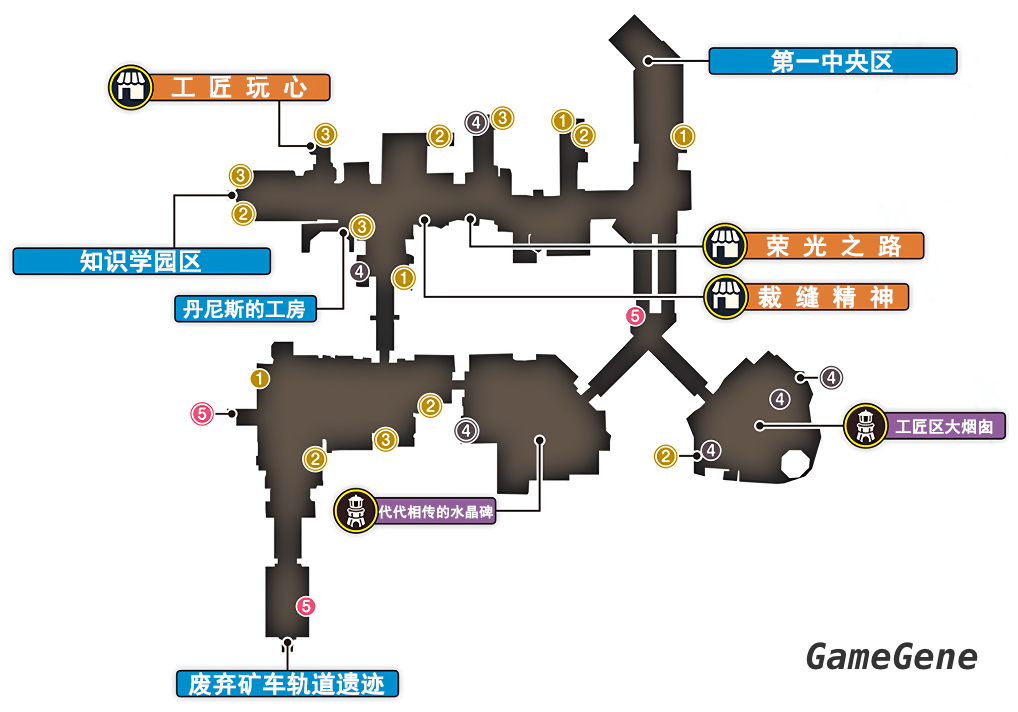 第一中央区
工匠玩心
④
③
①
②
③
②
①
③
②
③
知识学园区
荣光之路
④
①
丹尼斯的工房
裁缝精神
⑤
①
④
⑤
②
④
③
④
工匠区大烟囱
②
②
④
代代相传的水晶碑
⑤
GameGene
废弃矿车轨道遗迹